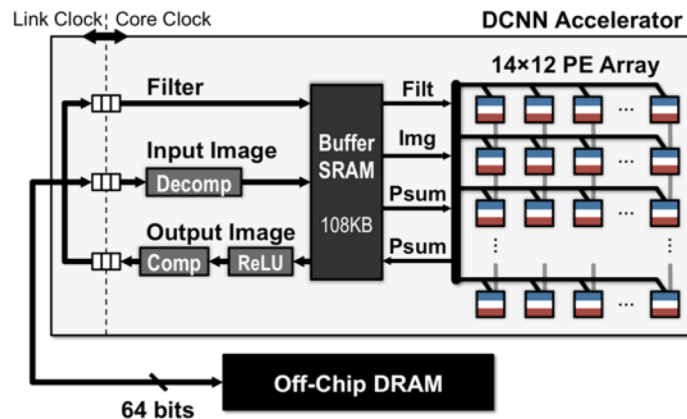 Link Clock Core Clock
DCNN Accelerator
14×12 PE Array
Filter
Filt
Input Image
Decomp
Buffer
SRAM
108KB
Img
Psum
Output Image
Comp
ReLU
Psum
...
...
...
...
...
...
Off-Chip DRAM
64 bits